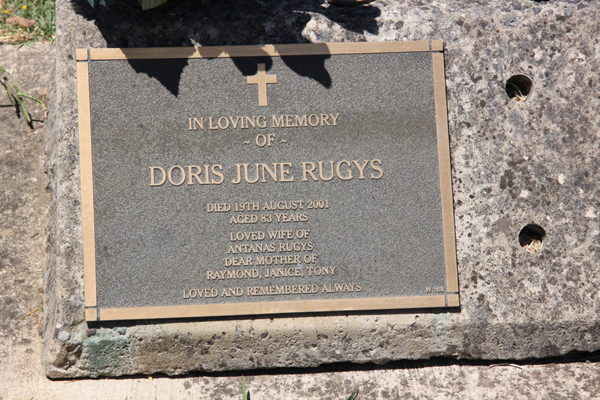 IN LOVING MEMORY
~ OF ~
DORIS JUNE RUGYS
DIED 19TH AUGUST 2001
AGED 83 YEARS
LOVED WIFE OF
ANTANAS RUGYS
DEAR MOTHER OF
RAYMOND, JANICE, TONY
LOVED AND REMEMBERED ALWAYS